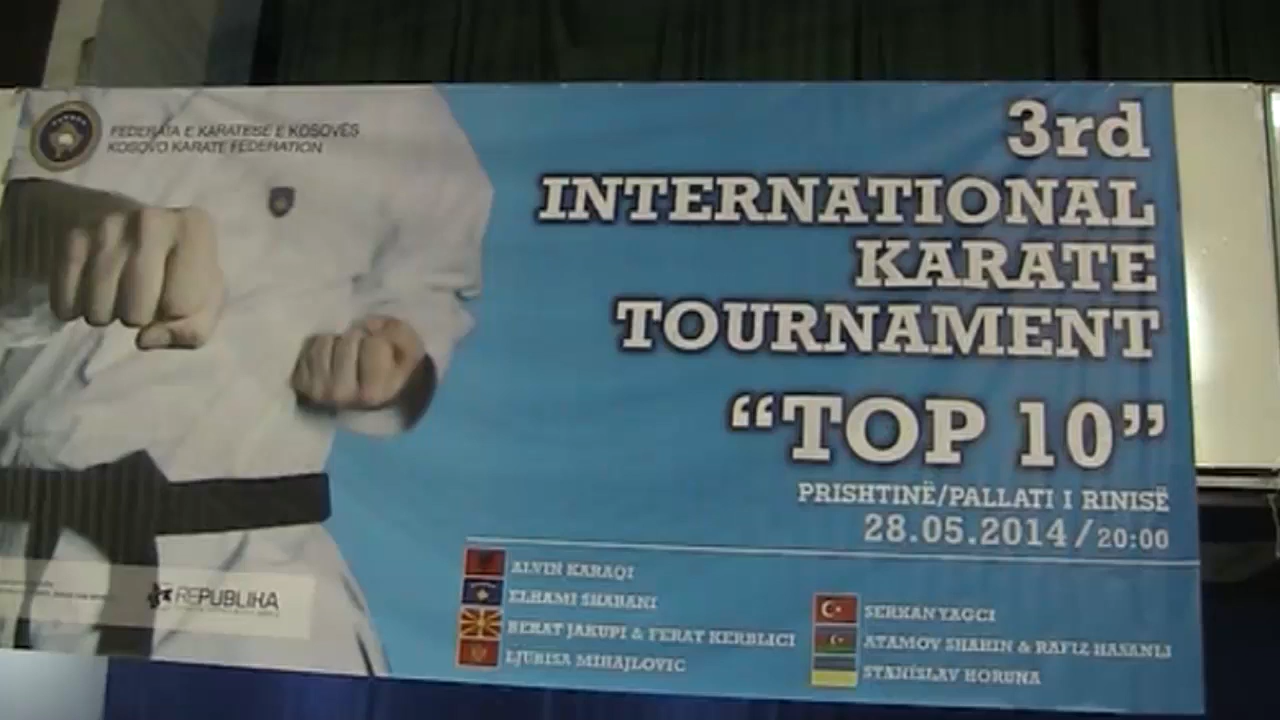 FEDERATA E KARATESE E KOSOVËS
KOSOVO KARATE FEDERATION
3rd
INTERNATIONAL
KARATE
TOURNAMENT
“TOP 10”
PRISHTINË/PALLATI I RINISË
28.05.2014 / 20:00
ALVIN KARAQI
ELHAMI SHABANI
BERAT JAKUPI & FERAT KERBLICI
LJUBISA MIHAJLOVIC
SERKAN YAGCI
ATAMOV SHAHIN & RAFIZ HASANLI
STANISLAV HORUNA
REPUBLIKA